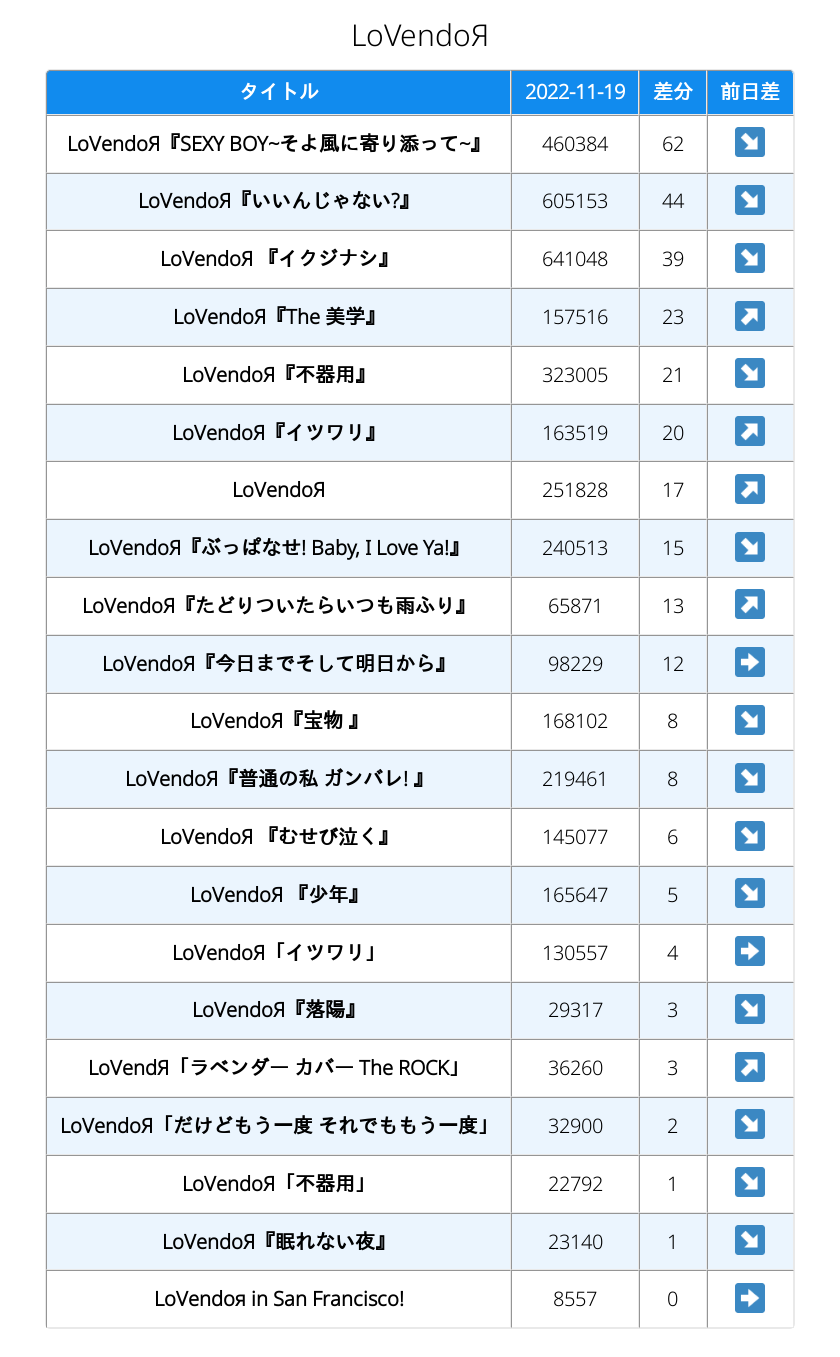 LoVendoЯ
タイトル 2022-11-19 差分 前日差
LoVendoЯ『SEXY BOY~そよ風に寄り添って~』 460384 62 ↘
LoVendoЯ『いいんじゃない?』 605153 44 ↘
LoVendoЯ 『イクジナシ』 641048 39 ↘
LoVendoЯ『The 美学』 157516 23 ↗
LoVendoЯ『不器用』 323005 21 ↘
LoVendoЯ『イツワリ』 163519 20 ↗
LoVendoЯ 251828 17 ↗
LoVendoЯ『ぶっぱなせ! Baby, I Love Ya!』 240513 15 ↘
LoVendoЯ『たどりついたらいつも雨ふり』 65871 13 ↗
LoVendoЯ『今日までそして明日から』 98229 12 ➡
LoVendoЯ『宝物 』 168102 8 ↘
LoVendoЯ『普通の私 ガンバレ! 』 219461 8 ↘
LoVendoЯ 『むせび泣く』 145077 6 ↘
LoVendoЯ 『少年』 165647 5 ↘
LoVendoЯ「イツワリ」 130557 4 ➡
LoVendoЯ『落陽』 29317 3 ↘
LoVendЯ「ラベンダー カバー The ROCK」 36260 3 ↗
LoVendoЯ「だけどもう一度 それでももう一度」 32900 2 ↘
LoVendoЯ「不器用」 22792 1 ↘
LoVendoЯ『眠れない夜』 23140 1 ↘
LoVendoя in San Francisco! 8557 0 ➡